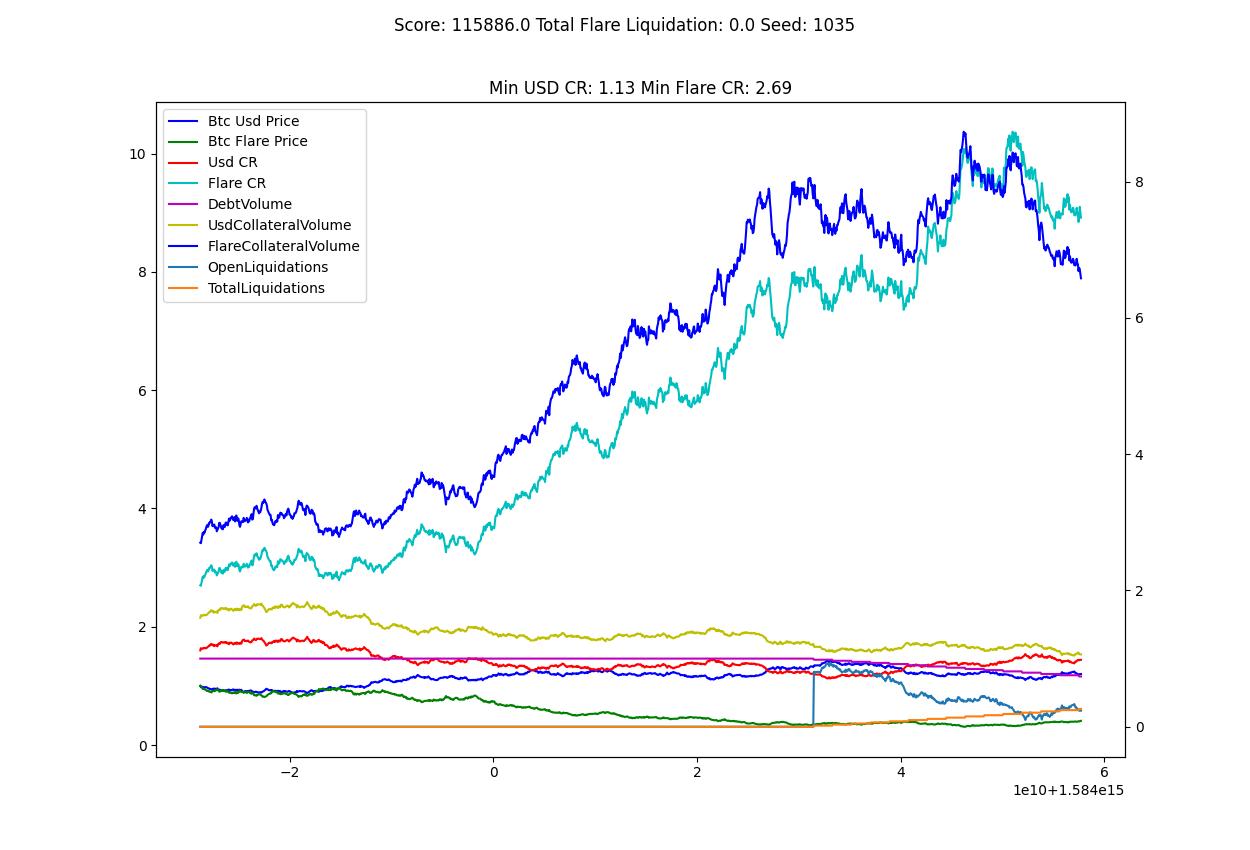 Score: 115886.0 Total Flare Liquidation: 0.0 Seed: 1035
Min USD CR: 1.13 Min Flare CR: 2.69
Btc Usd Price
Btc Flare Price
Usd CR
Flare CR
DebtVolume
UsdCollateralVolume
FlareCollateralVolume
OpenLiquidations
TotalLiquidations
10
8
6
4
2
0
8
6
4
2
0
−2 0 2 4 6
1e10+1.584e15